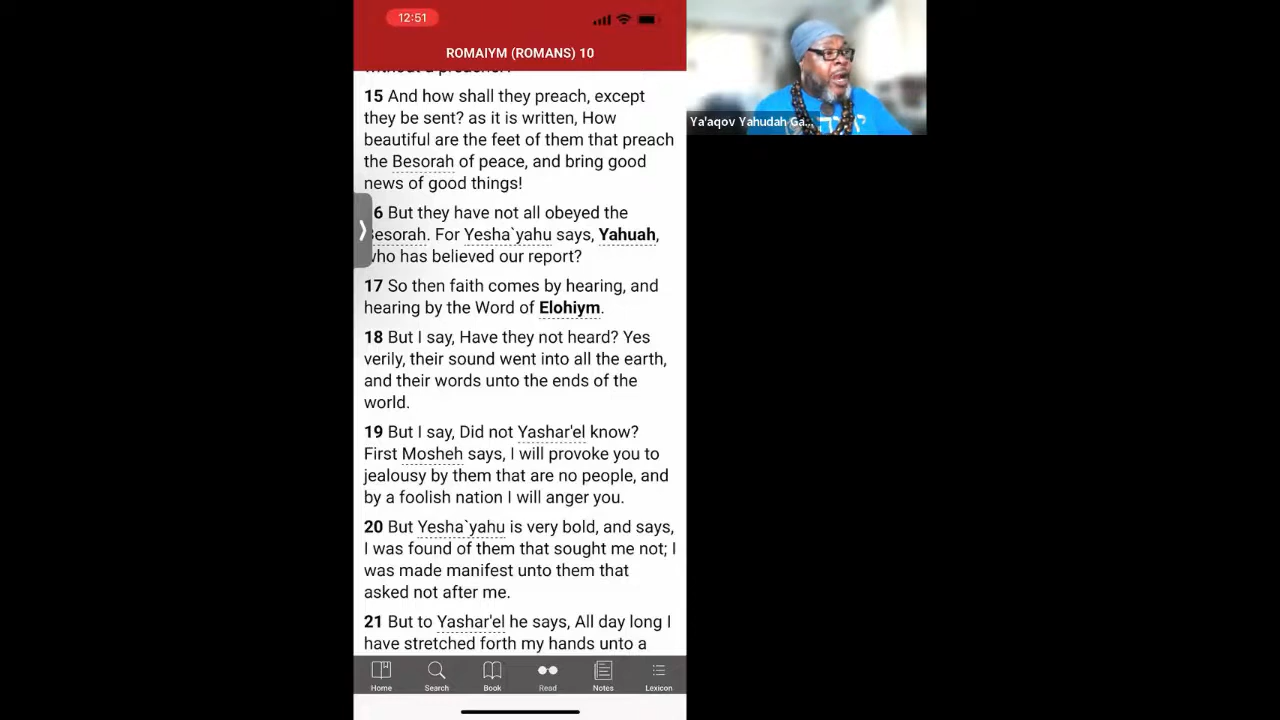 12:51
ROMAIYM (ROMANS) 10
without a preacher?
15 And how shall they preach, except
they be sent? as it is written, How
beautiful are the feet of them that preach
the Besorah of peace, and bring good
news of good things!
6 But they have not all obeyed the
Besorah. For Yesha`yahu says, Yahuah,
who has believed our report?
17 So then faith comes by hearing, and
hearing by the Word of Elohiym.
18 But I say, Have they not heard? Yes
verily, their sound went into all the earth,
and their words unto the ends of the
world.
19 But I say, Did not Yashar'el know?
First Mosheh says, I will provoke you to
jealousy by them that are no people, and
by a foolish nation I will anger you.
20 But Yesha`yahu is very bold, and says,
I was found of them that sought me not; I
was made manifest unto them that
asked not after me.
21 But to Yashar'el he says, All day long I
have stretched forth my hands unto a
Home Search Book Read Notes Lexicon
Ya'aqov Yahudah Ga...